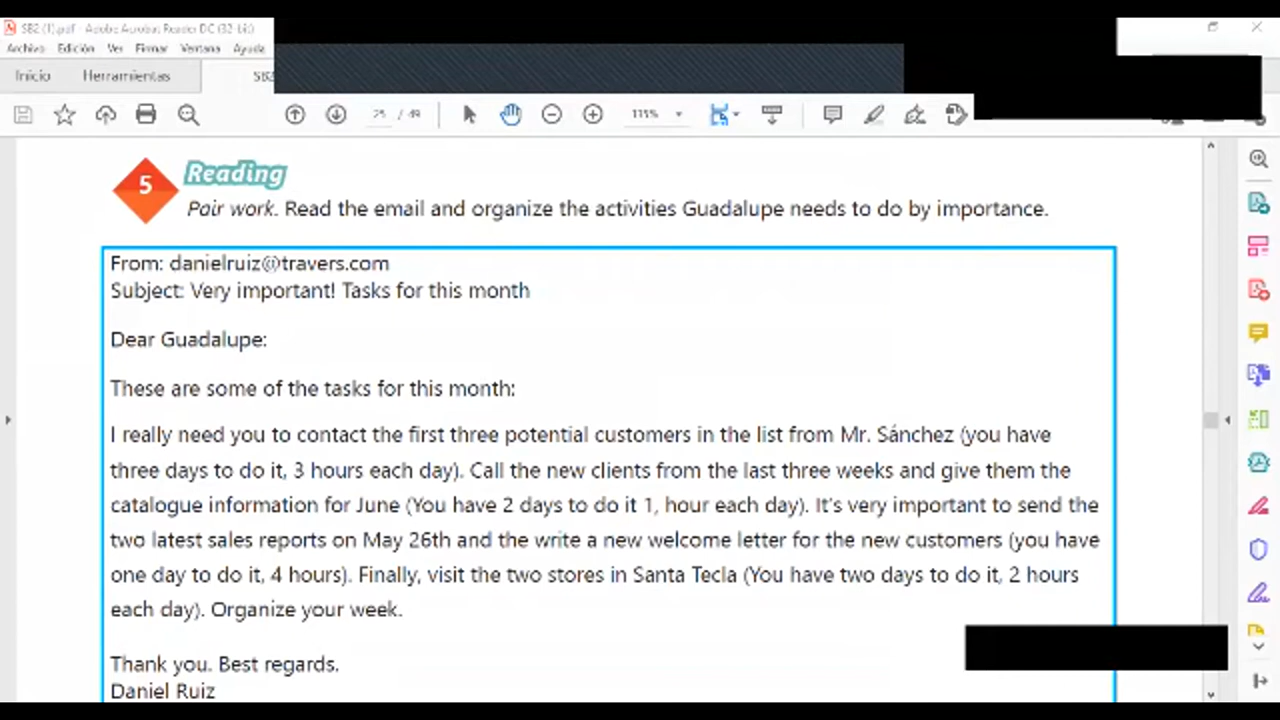 SB2 (1).pdf - Adobe Acrobat Reader DC (32-bit)
Archivo Edición Ver Firmar Ventana Ayuda
Inicio Herramientas SB2
25 / 49 115%
5 Reading
Pair work. Read the email and organize the activities Guadalupe needs to do by importance.
From: danielruiz@travers.com
Subject: Very important! Tasks for this month
Dear Guadalupe:
These are some of the tasks for this month:
I really need you to contact the first three potential customers in the list from Mr. Sánchez (you have
three days to do it, 3 hours each day). Call the new clients from the last three weeks and give them the
catalogue information for June (You have 2 days to do it 1, hour each day). It's very important to send the
two latest sales reports on May 26th and the write a new welcome letter for the new customers (you have
one day to do it, 4 hours). Finally, visit the two stores in Santa Tecla (You have two days to do it, 2 hours
each day). Organize your week.
Thank you. Best regards.
Daniel Ruiz